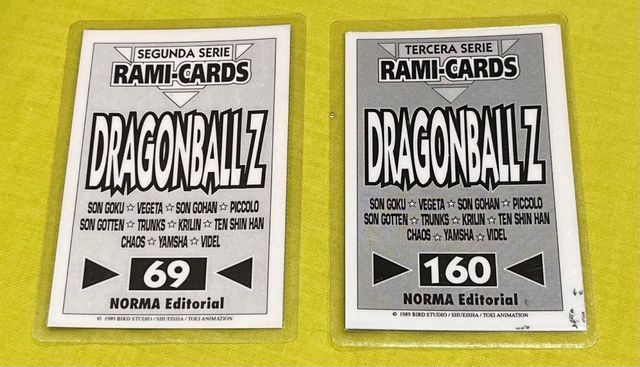 SEGUNDA SERIE
RAMI-CARDS
DRAGONBALL Z
SON GOKU ☆ VEGETA ☆ SON GOHAN ☆ PICCOLO
SON GOTTEN ☆ TRUNKS ☆ KRILIN ☆ TEN SHIN HAN
CHAOS ☆ YAMSHA ☆ VIDEL
69
NORMA Editorial
© 1989 BIRD STUDIO / SHUEISHA / TOEI ANIMATION
TERCERA SERIE
RAMI-CARDS
DRAGONBALL Z
SON GOKU ☆ VEGETA ☆ SON GOHAN ☆ PICCOLO
SON GOTTEN ☆ TRUNKS ☆ KRILIN ☆ TEN SHIN HAN
CHAOS ☆ YAMSHA ☆ VIDEL
160
NORMA Editorial
© 1989 BIRD STUDIO / SHUEISHA / TOEI ANIMATION